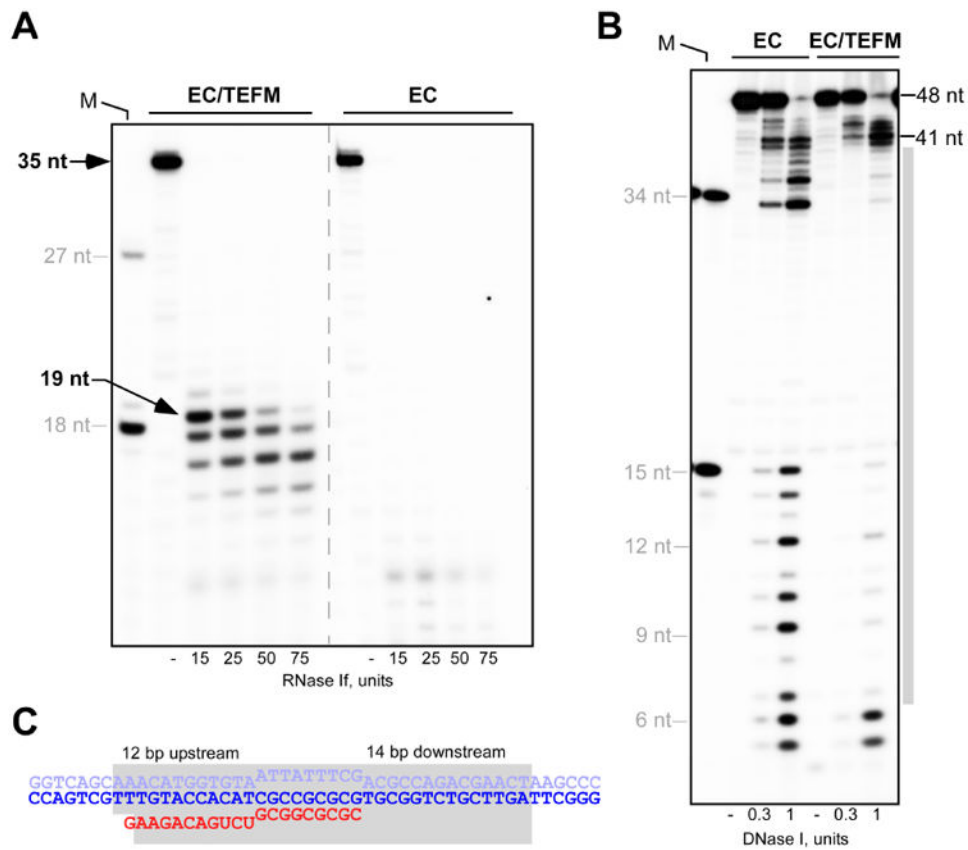 A
M
EC/TEFM EC
35 nt
27 nt
19 nt
18 nt
- 15 25 50 75 - 15 25 50 75
RNase If, units
B
M
EC EC/TEFM
48 nt
41 nt
34 nt
15 nt
12 nt
9 nt
6 nt
- 0.3 1 - 0.3 1
DNase I, units
C
12 bp upstream 14 bp downstream
GGTCAGCAAACATGGTGTAATTATTTCGACGCCAGACGAACTAAGCCC
CCAGTCGTTTGTACCACATCGCCGCGCGTGCGGTCTGCTTGATTCGGG
GAAGACAGUCUGCGGCGCGC